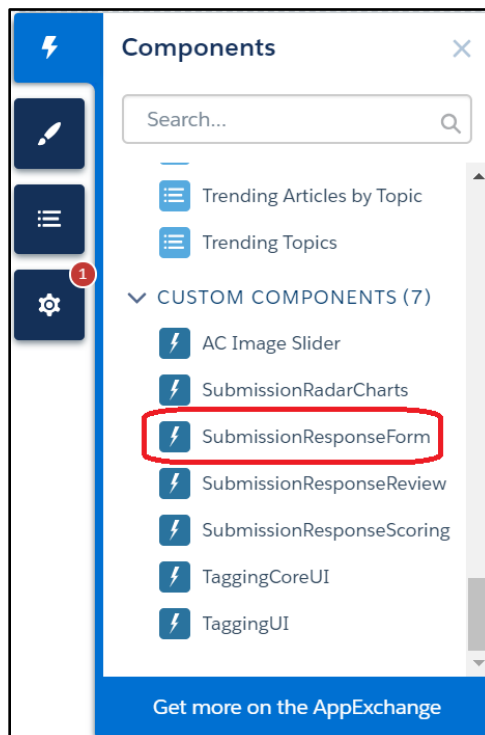 Components
Search...
Trending Articles by Topic
Trending Topics
1
CUSTOM COMPONENTS (7)
AC Image Slider
SubmissionRadarCharts
SubmissionResponseForm
SubmissionResponseReview
SubmissionResponseScoring
TaggingCoreUI
TaggingUI
Get more on the AppExchange